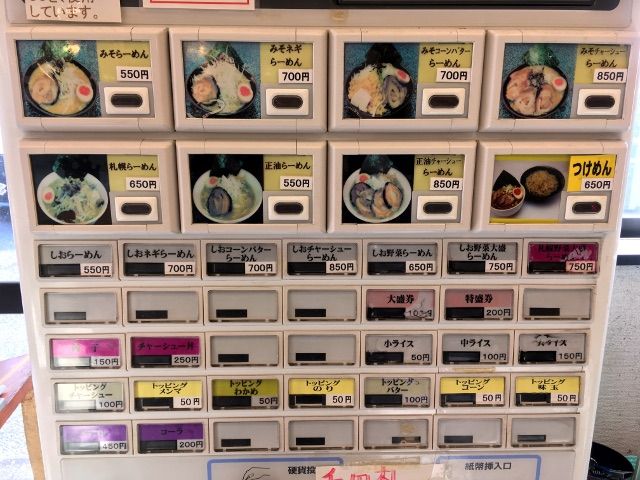 しています。
みそらーめん
550円
みそネギ
らーめん
700円
みそコーンバター
らーめん
700円
みそチャーシュー
らーめん
850円
札幌らーめん
650円
正油らーめん
550円
正油チャーシュー
らーめん
850円
つけめん
650円
しおらーめん
550円
しおネギらーめん
700円
しおコーンバター
らーめん
700円
しおチャーシュー
らーめん
850円
しお野菜らーめん
650円
しお野菜大盛
らーめん
750円
札幌野菜
750円
大盛券
100円
特盛券
200円
150円
チャーシュー丼
250円
小ライス
50円
中ライス
100円
大ライス
150円
トッピング
チャーシュー
100円
トッピング
メンマ
50円
トッピング
わかめ
50円
トッピング
のり
50円
トッピング
バター
100円
トッピング
コーン
50円
トッピング
味玉
50円
450円
コーラ
200円
硬貨投
紙幣挿入口